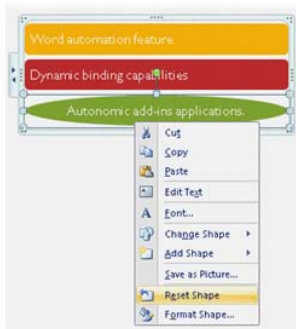 Word automation feature
Dynamic binding capabilities
Autonomic add-ins applications.
Cut
Copy
Paste
Edit Text
Font...
Change Shape
Add Shape
Save as Picture...
Reset Shape
Format Shape...